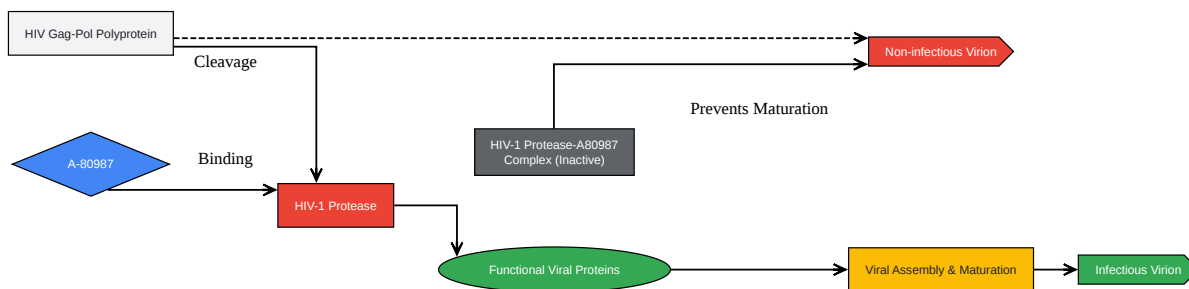 HIV Gag-Pol Polyprotein
Cleavage
Non-infectious Virion
Prevents Maturation
HIV-1 Protease-A80987
Complex (Inactive)
A-80987
Binding
HIV-1 Protease
Functional Viral Proteins
Viral Assembly & Maturation
Infectious Virion